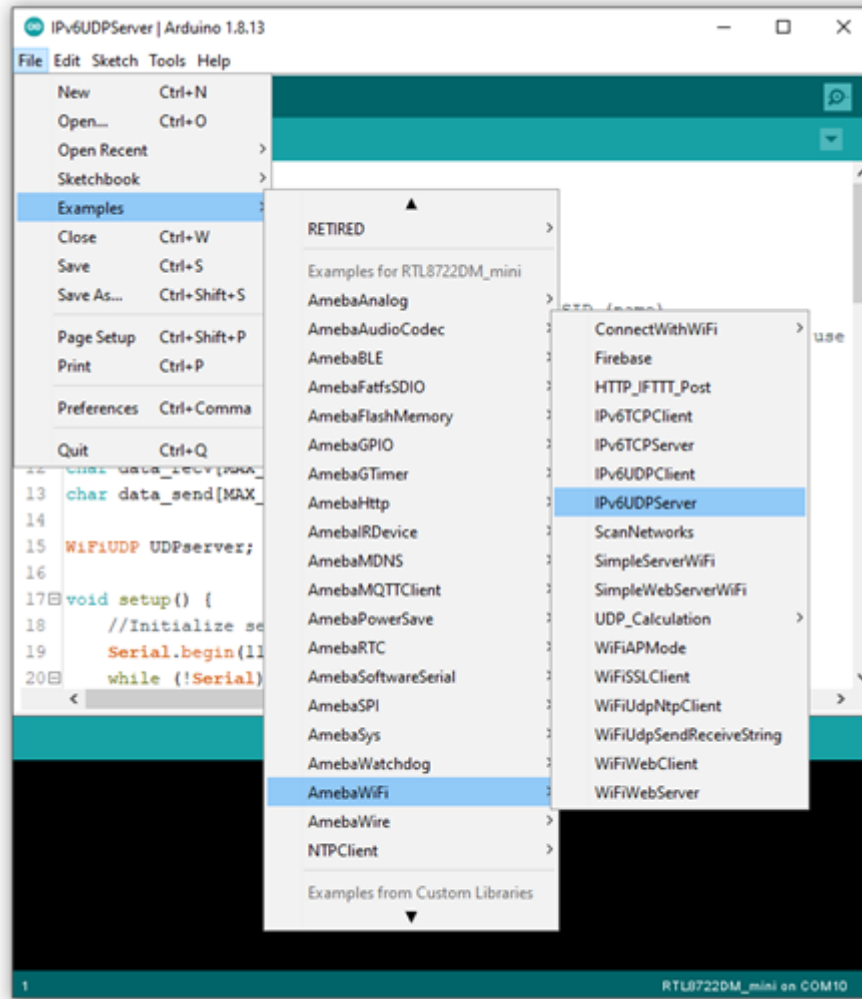 IPv6UDPServer | Arduino 1.8.13
File Edit Sketch Tools Help
New Ctrl+N
Open... Ctrl+O
Open Recent
Sketchbook
Examples
Close Ctrl+W
Save Ctrl+S
Save As... Ctrl+Shift+S
Page Setup Ctrl+Shift+P
Print Ctrl+P
Preferences Ctrl+Comma
Quit Ctrl+Q
RETIRED
Examples for RTL8722DM_mini
AmebaAnalog
AmebaAudioCodec
AmebaBLE
AmebaFatfsSDIO
AmebaFlashMemory
AmebaGPIO
AmebaGTimer
AmebaHttp
AmebaIRDevice
AmebaMDNS
AmebaMQTTClient
AmebaPowerSave
AmebaRTC
AmebaSoftwareSerial
AmebaSPI
AmebaSys
AmebaWatchdog
AmebaWiFi
AmebaWire
NTPClient
Examples from Custom Libraries
ConnectWithWiFi
Firebase
HTTP_IFTTT_Post
IPv6TCPClient
IPv6TCPServer
IPv6UDPClient
IPv6UDPServer
ScanNetworks
SimpleServerWiFi
SimpleWebServerWiFi
UDP_Calculation
WiFiAPMode
WiFiSSLClient
WiFiUdpNtpClient
WiFiUdpSendReceiveString
WiFiWebClient
WiFiWebServer
use
12 char data_recv[MAX_
13 char data_send[MAX_
14
15 WiFiUDP UDPserver;
16
17 void setup() {
18 //Initialize se
19 Serial.begin(11
20 while (!Serial)
1 RTL8722DM_mini on COM10